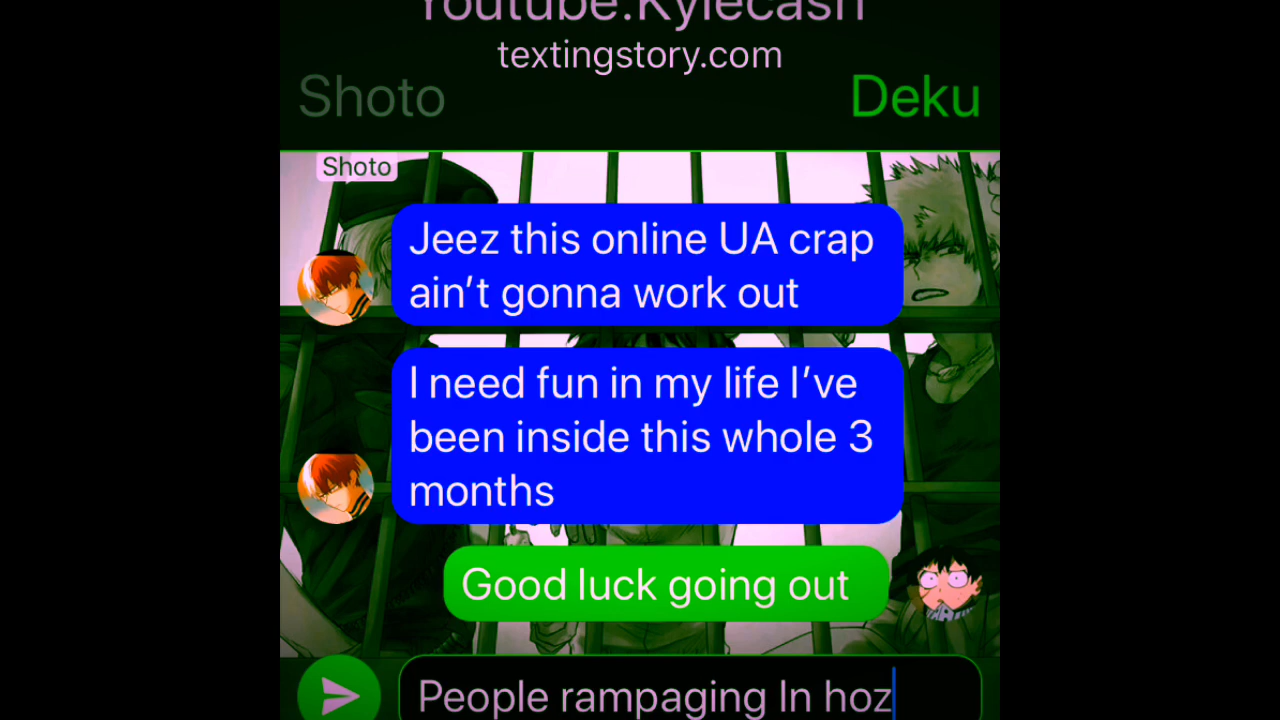 Youtube:Kylecash
textingstory.com
Shoto
Deku
Shoto
Jeez this online UA crap
ain't gonna work out
I need fun in my life I've
been inside this whole 3
months
Good luck going out
People rampaging In hoz